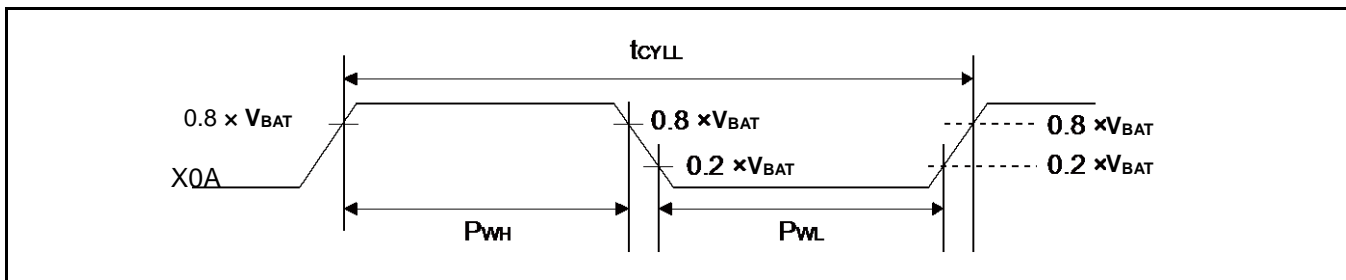 tCYLL
0.8 × VBAT
0.8 ×VBAT
0.8 ×VBAT
0.2 ×VBAT
0.2 ×VBAT
X0A
PWH
PWL